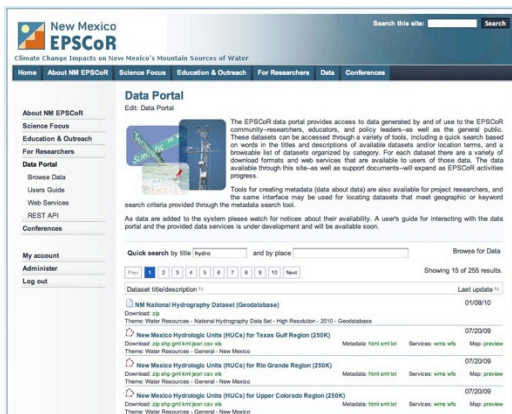 New Mexico
EPSCoR
Climate Change Impacts on New Mexico's Mountain Sources of Water
Search this site: Search
Home About NM EPSCoR Science Focus Education & Outreach For Researchers Data Conferences
About NM EPSCoR
Science Focus
Education & Outreach
For Researchers
Data Portal
Browse Data
Users Guide
Web Services
REST API
Conferences
My account
Administer
Log out
Data Portal
Edit: Data Portal
The EPSCoR data portal provides access to data generated by and of use to the EPSCoR
community--researchers, educators, and policy leaders--as well as the general public.
These datasets can be accessed through a variety of tools, including a quick search based
on words in the titles and descriptions of available datasets and/or location terms, and a
browsable list of datasets organized by category. For each dataset there are a variety of
download formats and web services that are available to users of those data. The data
available through this site--as well as support documents--will expand as EPSCoR activities
progress.
Tools for creating metadata (data about data) are also available for project researchers, and
the same interface may be used for locating datasets that meet geographic or keyword
search criteria provided through the metadata search tool.
As data are added to the system please watch for notices about their availability. A user's guide for interacting with the data
portal and the provided data services is under development and will be available soon.
Quick search by title hydro and by place Browse for Data
Prev 1 2 3 4 5 6 7 8 9 10 Next Showing 15 of 255 results.
Dataset title/description Last update
NM National Hydrography Dataset (Geodatabase) 01/08/10
Download: zip
Theme: Water Resources - National Hydrography Data Set - High Resolution - 2010 - Geodatabase
New Mexico Hydrologic Units (HUCs) for Texas Gulf Region (250K) 07/20/09
Download: zip shp gml kml json csv xls Metadata: html xml txt Services: wms wfs Map: preview
Theme: Water Resources - General - New Mexico
New Mexico Hydrologic Units (HUCs) for Rio Grande Region (250K) 07/20/09
Download: zip shp gml kml json csv xls Metadata: html xml txt Services: wms wfs Map: preview
Theme: Water Resources - General - New Mexico
New Mexico Hydrologic Units (HUCs) for Upper Colorado Region (250K) 07/20/09
Download: zip shp gml kml json csv xls Metadata: html xml txt Services: wms wfs Map: preview
Theme: Water Resources - General - New Mexico